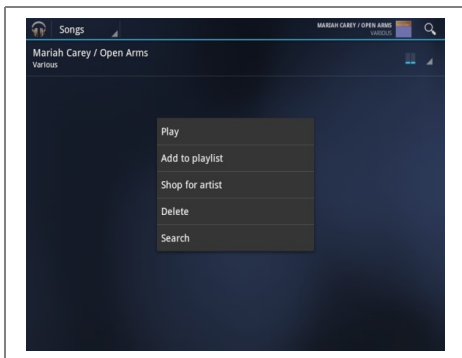 Songs
MARIAH CAREY / OPEN ARMS
VARIOUS
Mariah Carey / Open Arms
Various
Play
Add to playlist
Shop for artist
Delete
Search